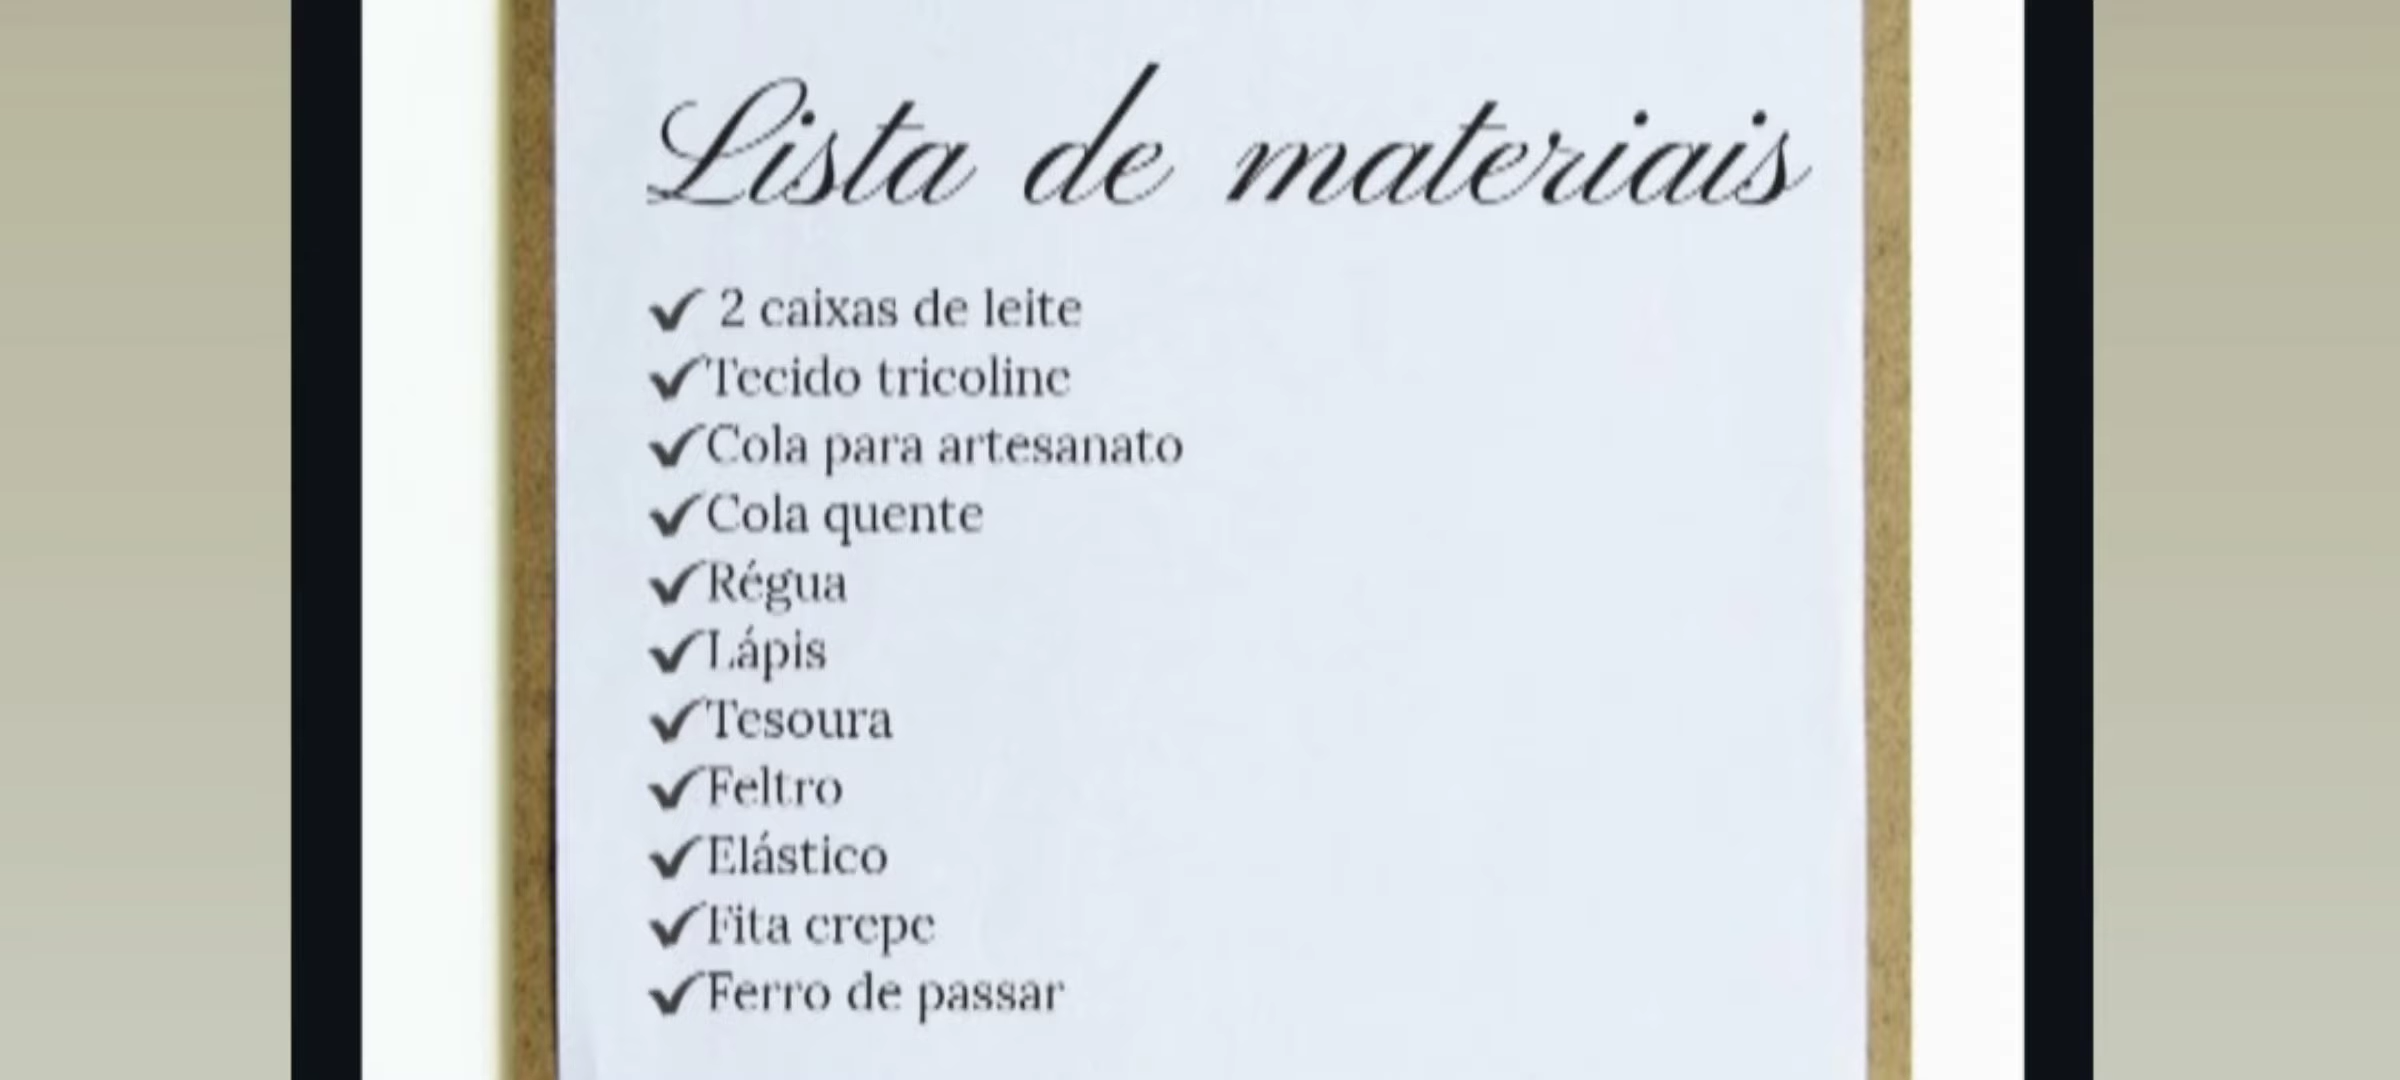 Lista de materiais
✔ 2 caixas de leite
✔Tecido tricoline
✔Cola para artesanato
✔Cola quente
✔Régua
✔Lápis
✔Tesoura
✔Feltro
✔Elástico
✔Fita crepe
✔Ferro de passar